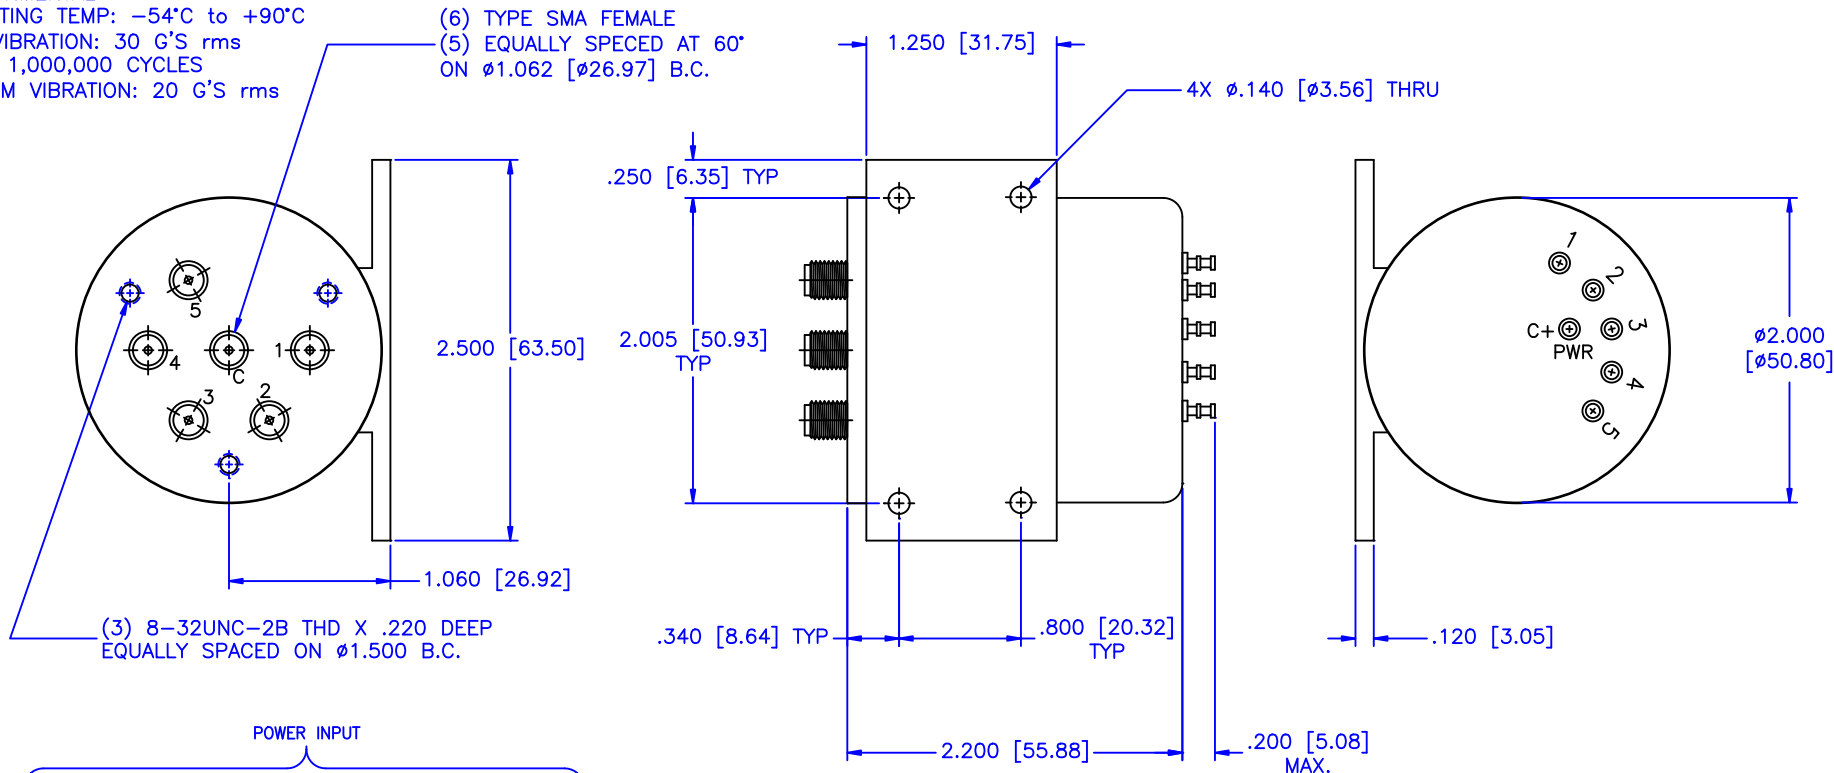 TING TEMP: -54°C to +90°C
VIBRATION: 30 G'S rms
1,000,000 CYCLES
M VIBRATION: 20 G'S rms
(6) TYPE SMA FEMALE
(5) EQUALLY SPECED AT 60°
ON ø1.062 [ø26.97] B.C.
1.250 [31.75]
4X ø.140 [ø3.56] THRU
.250 [6.35] TYP
2.500 [63.50]
2.005 [50.93]
TYP
ø2.000
[ø50.80]
5
1
4
C
3
2
1
2
C+
3
PWR
4
5
1.060 [26.92]
(3) 8-32UNC-2B THD X .220 DEEP
EQUALLY SPACED ON ø1.500 B.C.
.340 [8.64] TYP
.800 [20.32]
TYP
.120 [3.05]
POWER INPUT
2.200 [55.88]
.200 [5.08]
MAX.